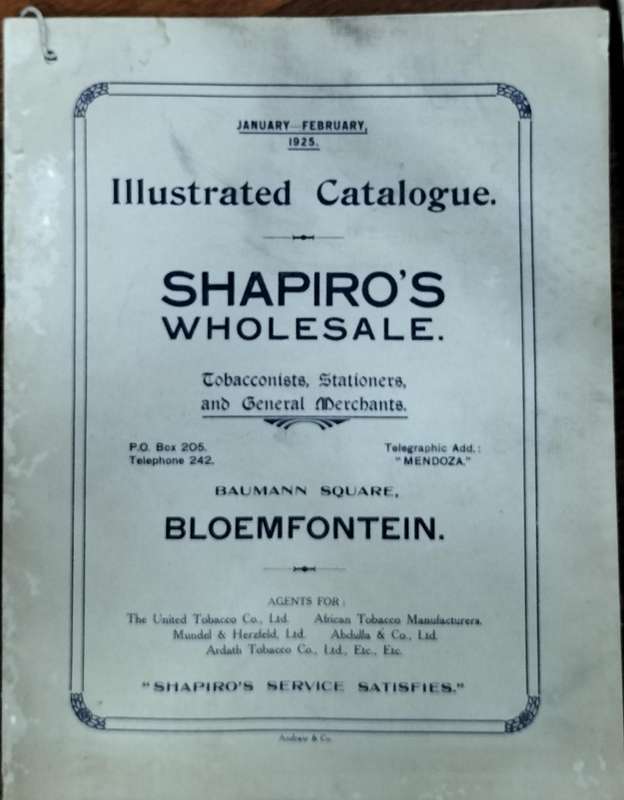 JANUARY—FEBRUARY,
1925.
Illustrated Catalogue.
SHAPIRO'S
WHOLESALE.
Tobacconists, Stationers,
and General Merchants.
P.O. Box 205. Telegraphic Add.:
Telephone 242. "MENDOZA."
BAUMANN SQUARE,
BLOEMFONTEIN.
AGENTS FOR:
The United Tobacco Co., Ltd. African Tobacco Manufacturers.
Mundel & Herzfeld, Ltd. Abdulla & Co., Ltd.
Ardath Tobacco Co., Ltd., Etc., Etc.
"SHAPIRO'S SERVICE SATISFIES."
& Co.